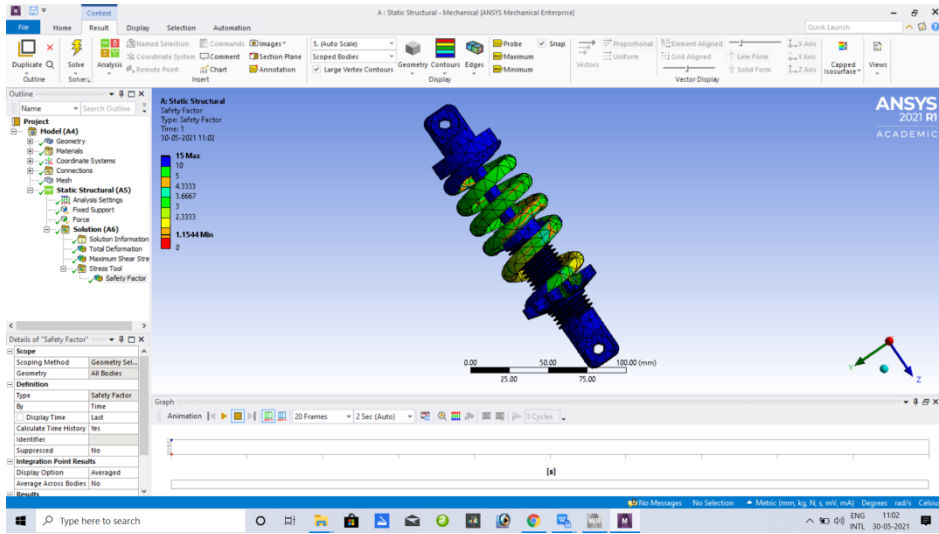 Context
A : Static Structural - Mechanical [ANSYS Mechanical Enterprise]
File Home Result Display Selection Automation
Quick Launch
Duplicate Q Solve Analysis
Named Selection Commands Images
Coordinate System Comment Section Plane
Remote Point Chart Annotation
5. (Auto Scale)
Scoped Bodies
Large Vertex Contours
Geometry Contours Edges
Probe Snap
Maximum
Minimum
Vectors
Proportional Element Aligned X Axis
Uniform Grid Aligned Line Form Y Axis
Solid Form Z Axis
Capped Isosurface
Views
Outline Solver Insert Display Vector Display
Outline
Name Search Outline
Project
Model (A4)
Geometry
Materials
Coordinate Systems
Connections
Mesh
Static Structural (A5)
Analysis Settings
Fixed Support
Force
Solution (A6)
Solution Information
Total Deformation
Maximum Shear Stre
Stress Tool
Safety Factor
A: Static Structural
Safety Factor
Type: Safety Factor
Time: 1
30-05-2021 11:02
15 Max
10
5
4.3333
3.6667
3
2.3333
1.1544 Min
0
ANSYS
2021 R1
ACADEMIC
0.00 50.00 100.00 (mm)
25.00 75.00
Y
Z
Details of "Safety Factor"
Scope
Scoping Method Geometry Sel...
Geometry All Bodies
Definition
Type Safety Factor
By Time
Display Time Last
Calculate Time History Yes
Identifier
Suppressed No
Integration Point Results
Display Option Averaged
Average Across Bodies No
Results
Graph
Animation 20 Frames 2 Sec (Auto) 3 Cycles
[s]
No Messages No Selection Metric (mm, kg, N, s, mV, mA) Degrees rad/s Celsiu
Type here to search
ENG
INTL
11:02
30-05-2021